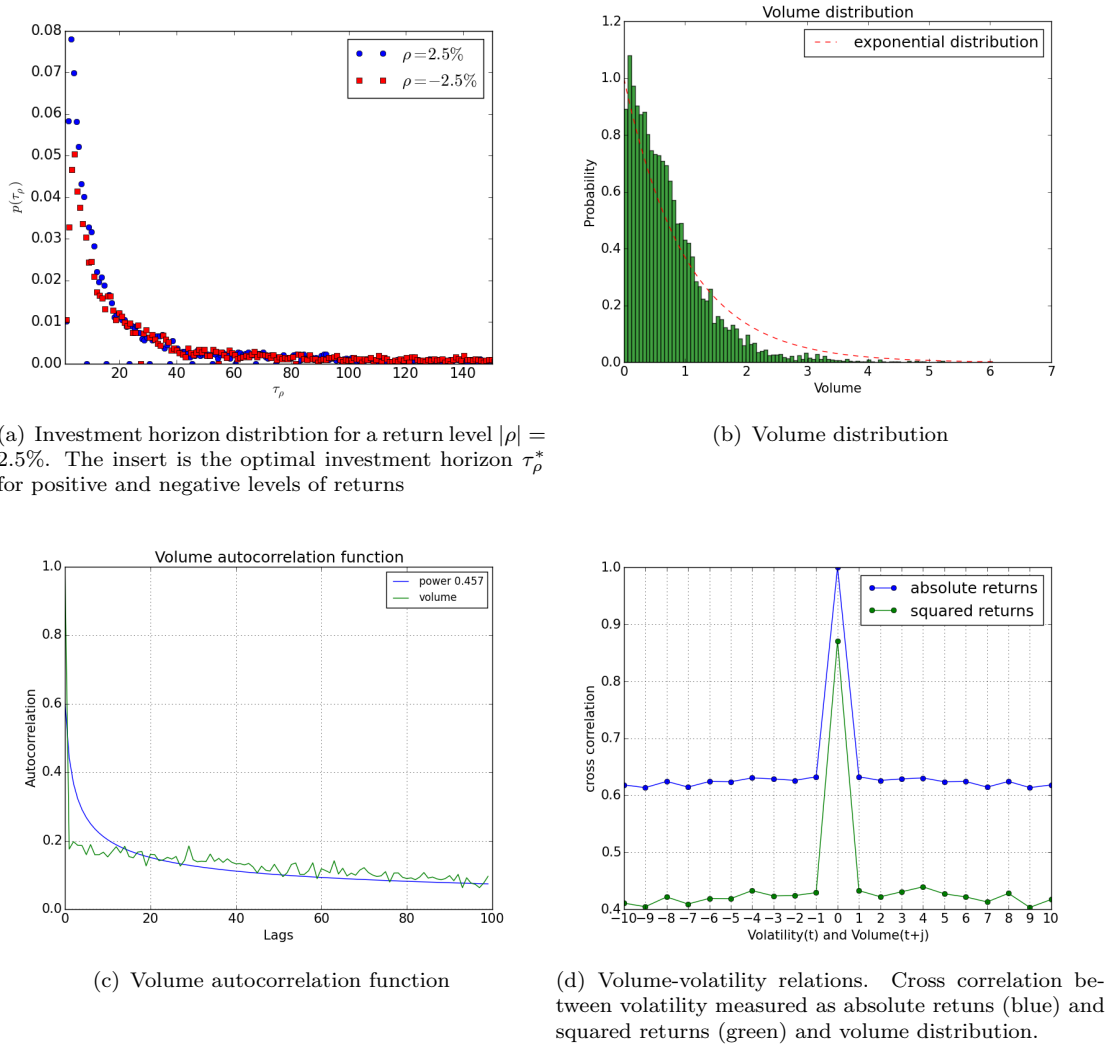 0.08
0.07
0.06
0.05
0.04
0.03
0.02
0.01
0.00
p(τρ)
ρ=2.5%
ρ=−2.5%
20 40 60 80 100 120 140
τρ
Volume distribution
1.2
1.0
0.8
0.6
0.4
0.2
0.0
Probability
exponential distribution
0 1 2 3 4 5 6 7
Volume
(a) Investment horizon distribtion for a return level |ρ| =
2.5%. The insert is the optimal investment horizon τ*ρ
for positive and negative levels of returns
(b) Volume distribution
Volume autocorrelation function
1.0
0.8
0.6
0.4
0.2
0.0
Autocorrelation
power 0.457
volume
0 20 40 60 80 100
Lags
1.0
0.9
0.8
0.7
0.6
0.5
0.4
cross correlation
absolute returns
squared returns
−10−9 −8 −7 −6 −5 −4 −3 −2 −1 0 1 2 3 4 5 6 7 8 9 10
Volatility(t) and Volume(t+j)
(c) Volume autocorrelation function
(d) Volume-volatility relations. Cross correlation be-
tween volatility measured as absolute retuns (blue) and
squared returns (green) and volume distribution.